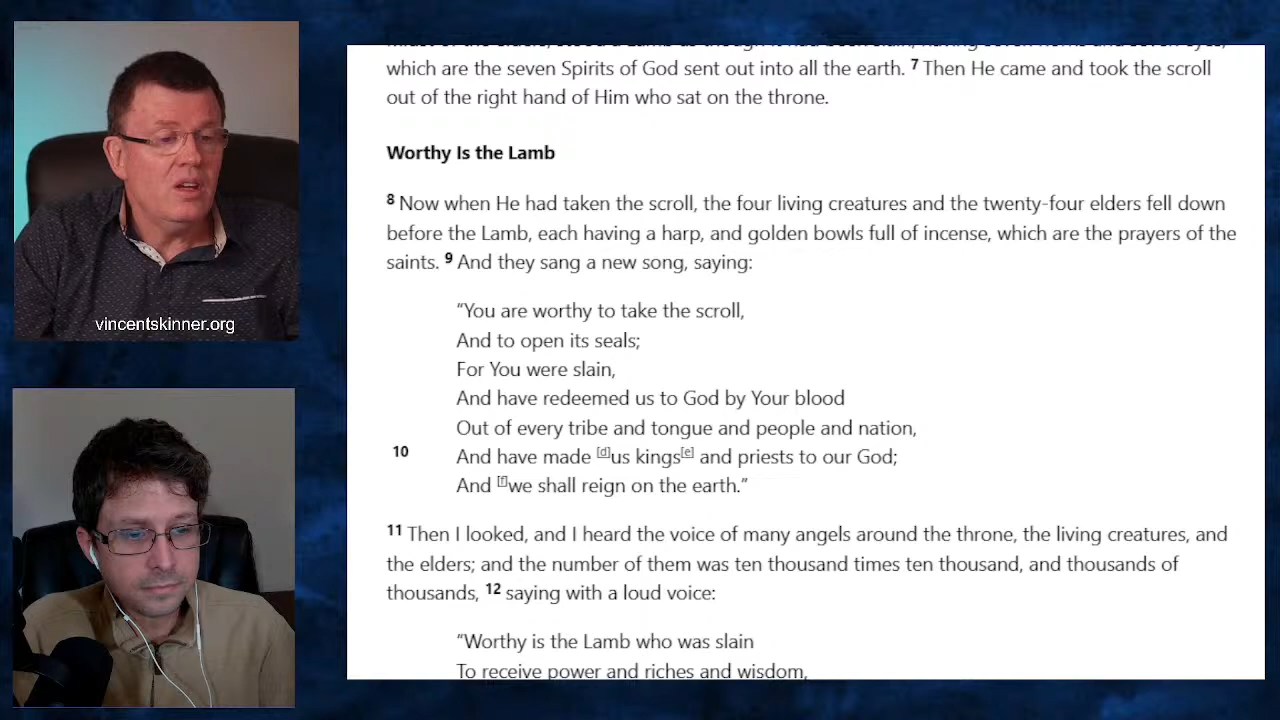 which are the seven Spirits of God sent out into all the earth. 7 Then He came and took the scroll
out of the right hand of Him who sat on the throne.
Worthy Is the Lamb
8 Now when He had taken the scroll, the four living creatures and the twenty-four elders fell down
before the Lamb, each having a harp, and golden bowls full of incense, which are the prayers of the
saints. 9 And they sang a new song, saying:
“You are worthy to take the scroll,
And to open its seals;
For You were slain,
And have redeemed us to God by Your blood
Out of every tribe and tongue and people and nation,
10 And have made [d]us kings[e] and priests to our God;
And [f]we shall reign on the earth.”
11 Then I looked, and I heard the voice of many angels around the throne, the living creatures, and
the elders; and the number of them was ten thousand times ten thousand, and thousands of
thousands, 12 saying with a loud voice:
“Worthy is the Lamb who was slain
To receive power and riches and wisdom,
vincentskinner.org